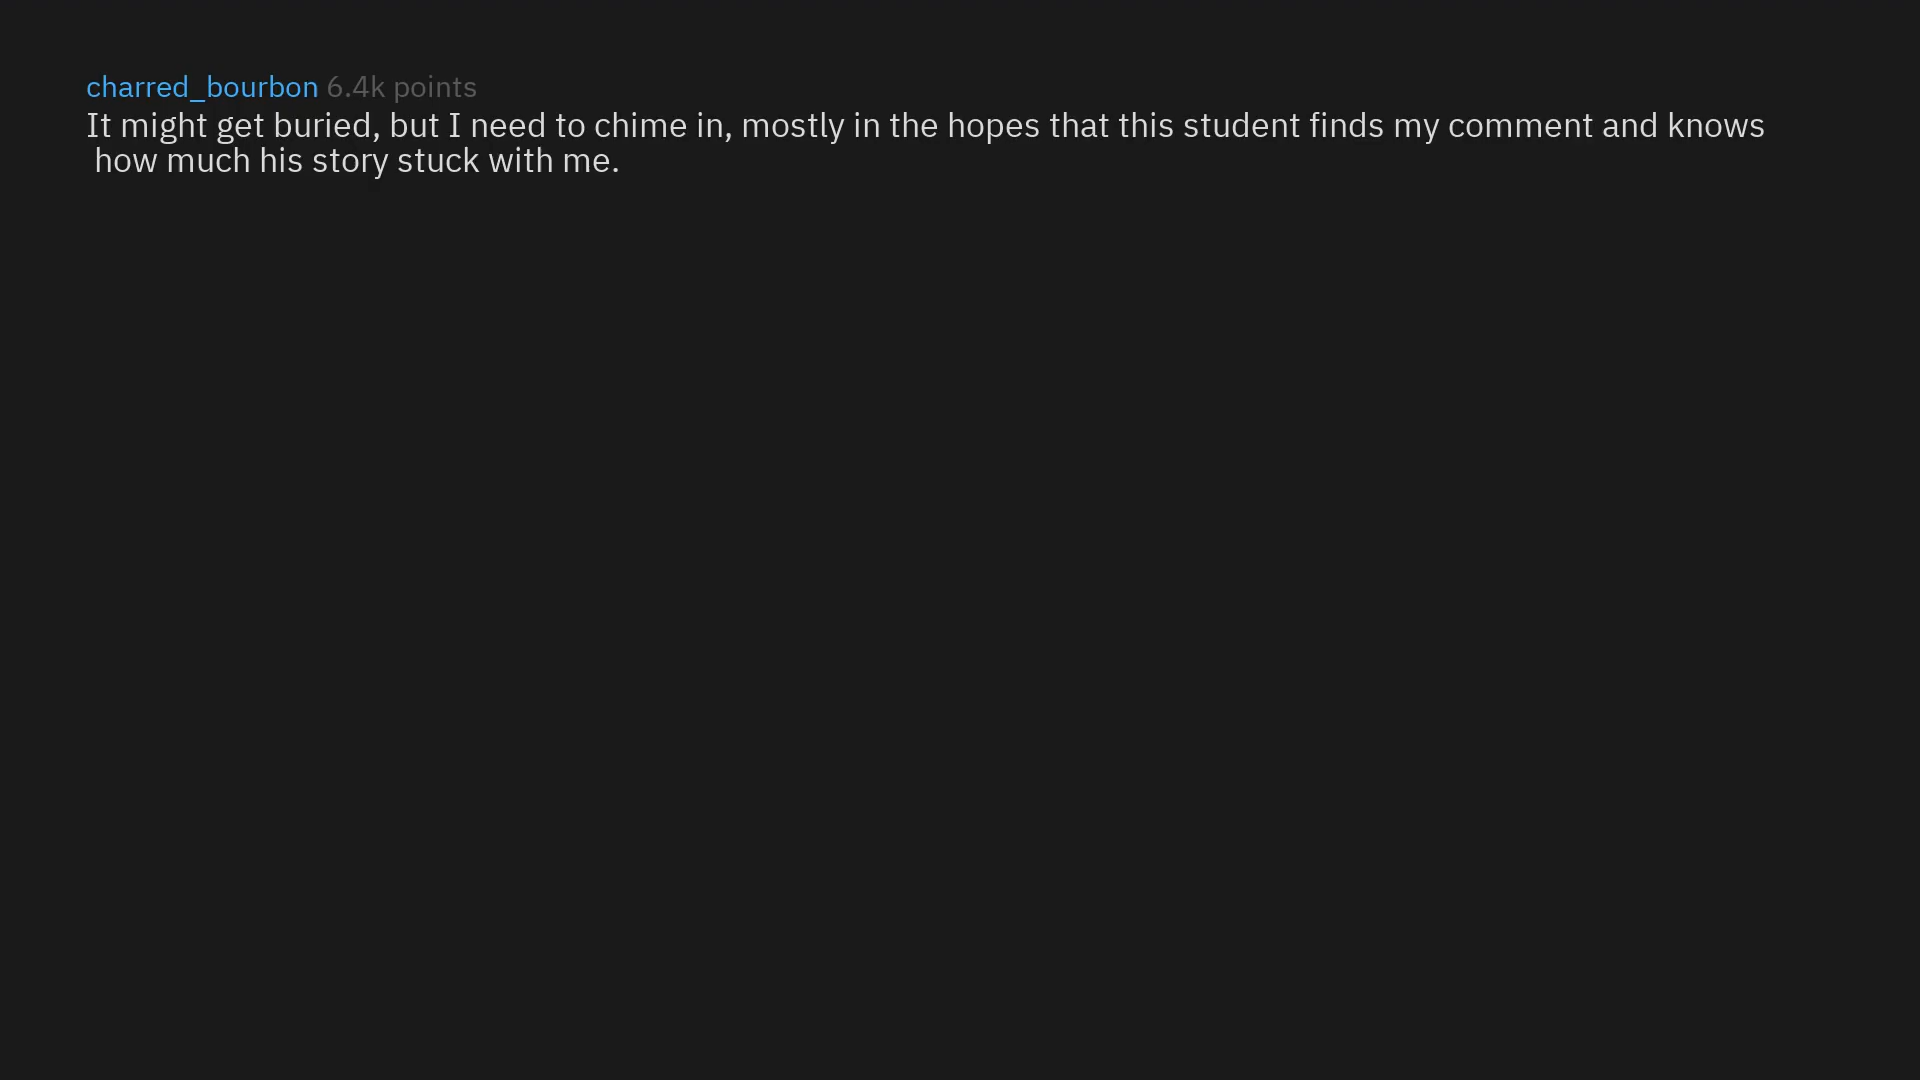 charred_bourbon 6.4k points
It might get buried, but I need to chime in, mostly in the hopes that this student finds my comment and knows
how much his story stuck with me.